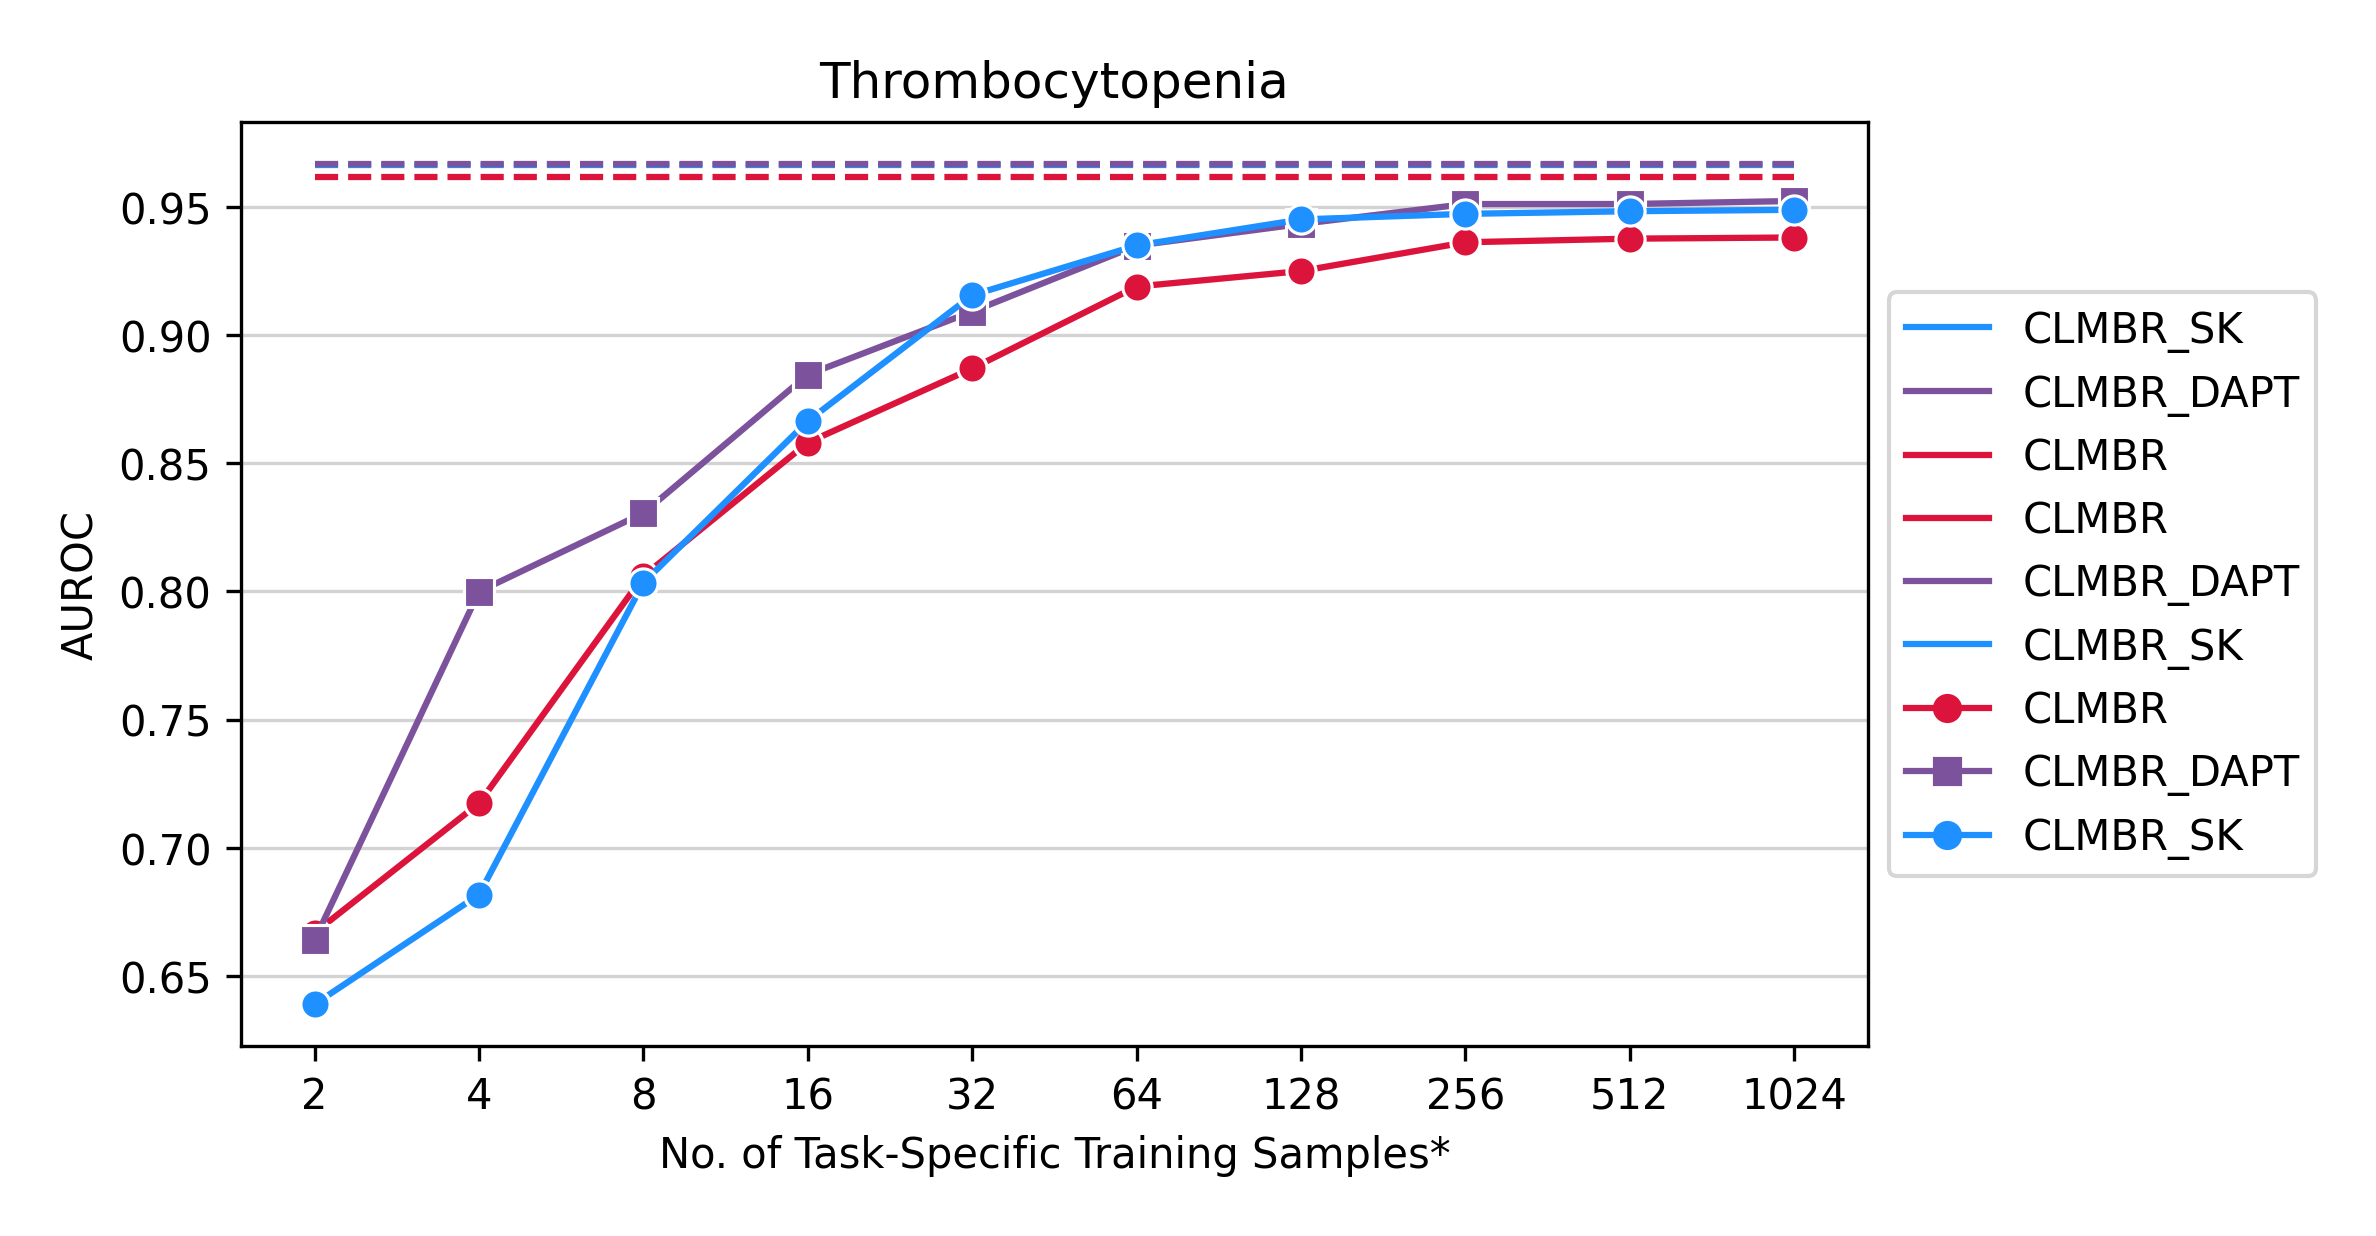 Thrombocytopenia
AUROC
0.95
0.90
0.85
0.80
0.75
0.70
0.65
2 4 8 16 32 64 128 256 512 1024
No. of Task-Specific Training Samples*
CLMBR_SK
CLMBR_DAPT
CLMBR
CLMBR
CLMBR_DAPT
CLMBR_SK
CLMBR
CLMBR_DAPT
CLMBR_SK